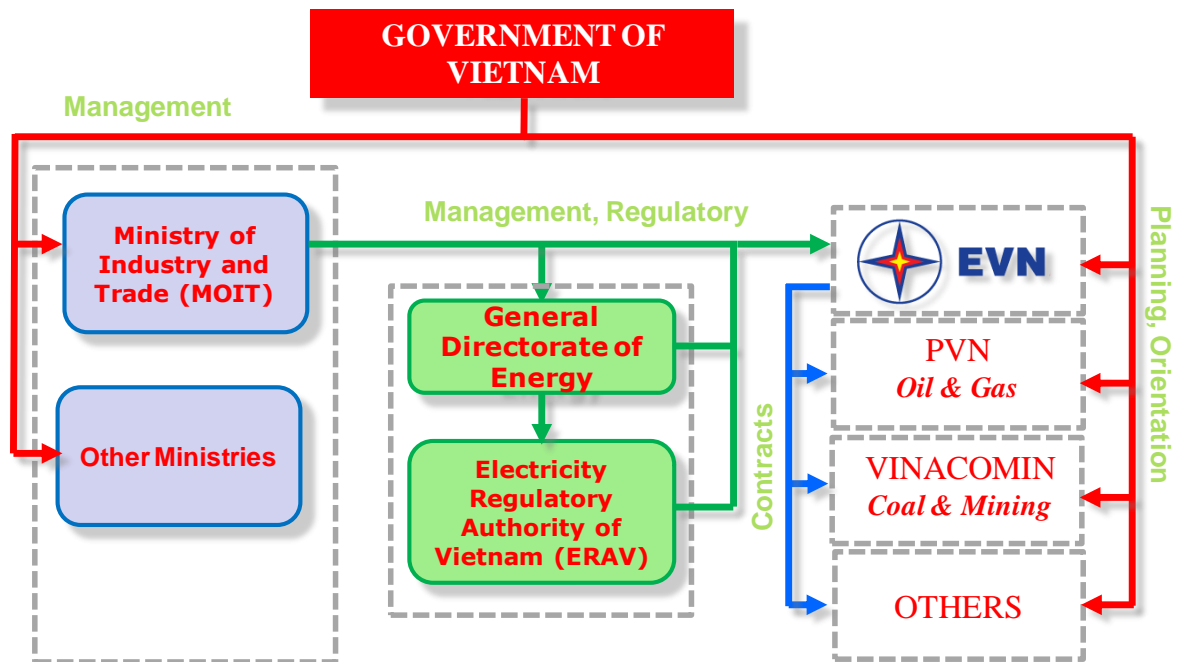 GOVERNMENT OF
VIETNAM
Management
Ministry of
Industry and
Trade (MOIT)
Other Ministries
Management, Regulatory
General
Directorate of
Energy
Electricity
Regulatory
Authority of
Vietnam (ERAV)
Contracts
EVN
PVN
Oil & Gas
VINACOMIN
Coal & Mining
OTHERS
Planning, Orientation